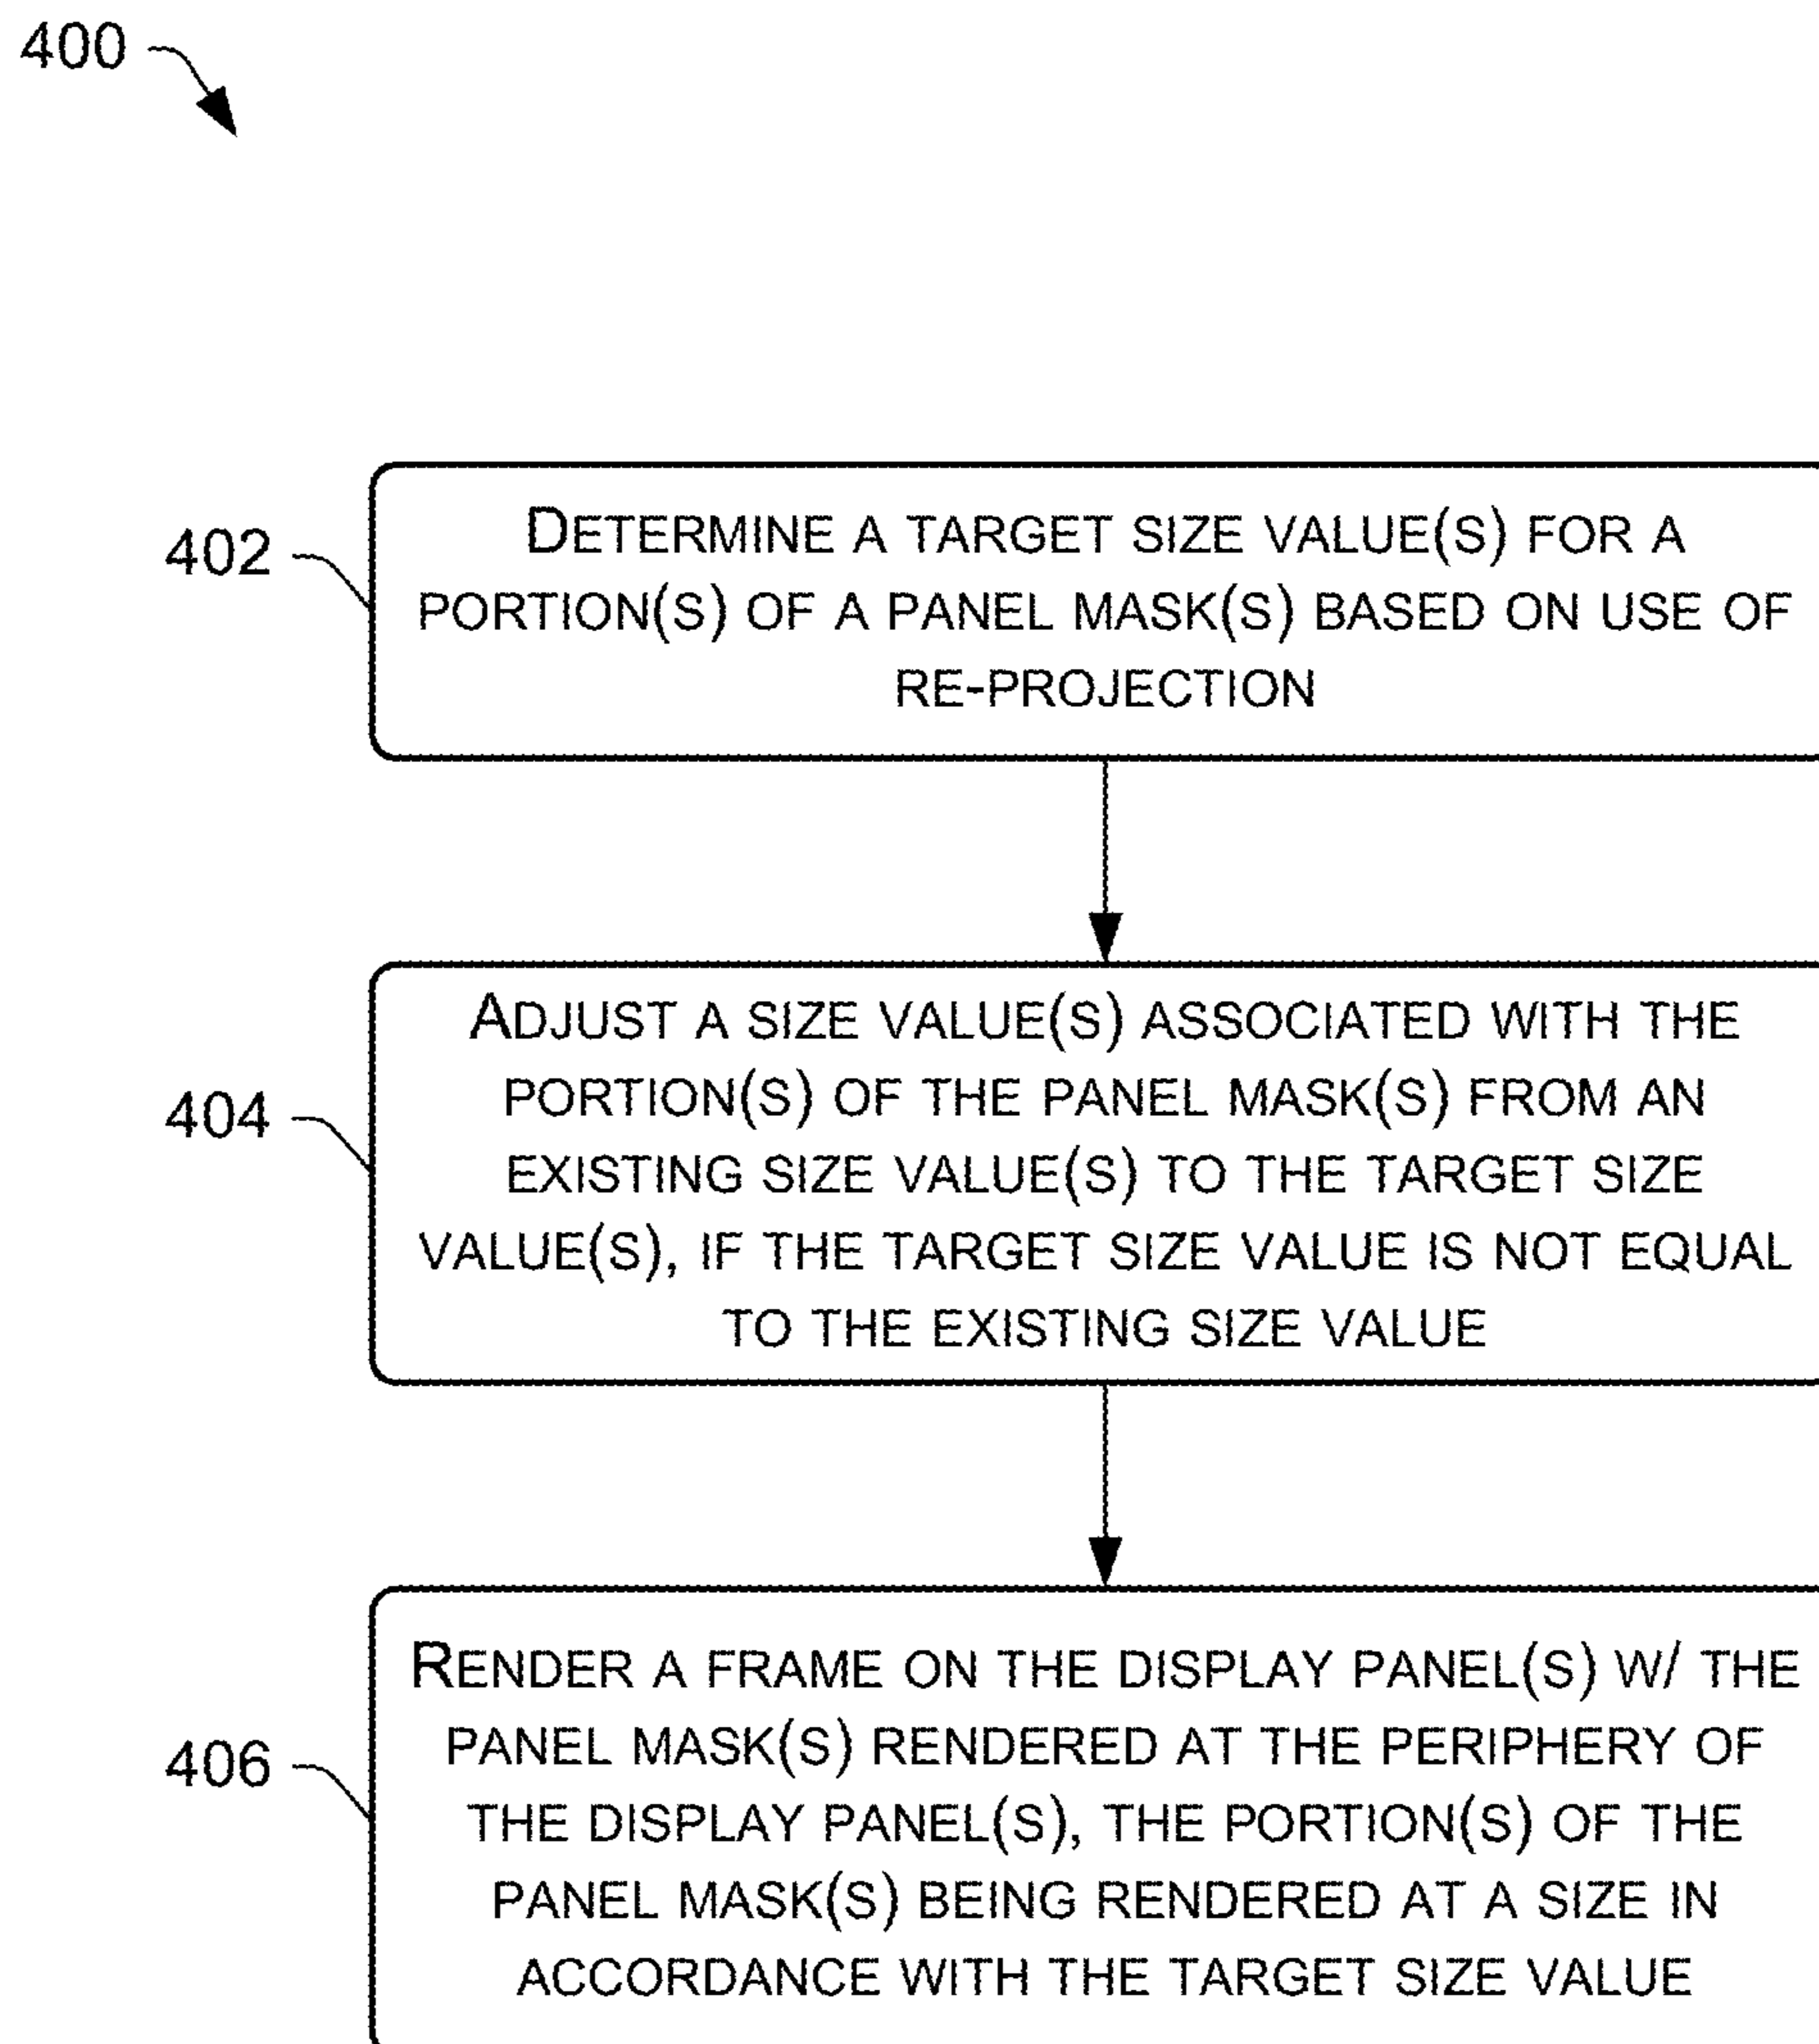 400
402
DETERMINE A TARGET SIZE VALUE(S) FOR A
PORTION(S) OF A PANEL MASK(S) BASED ON USE OF
RE-PROJECTION
404
ADJUST A SIZE VALUE(S) ASSOCIATED WITH THE
PORTION(S) OF THE PANEL MASK(S) FROM AN
EXISTING SIZE VALUE(S) TO THE TARGET SIZE
VALUE(S), IF THE TARGET SIZE VALUE IS NOT EQUAL
TO THE EXISTING SIZE VALUE
406
RENDER A FRAME ON THE DISPLAY PANEL(S) W/ THE
PANEL MASK(S) RENDERED AT THE PERIPHERY OF
THE DISPLAY PANEL(S), THE PORTION(S) OF THE
PANEL MASK(S) BEING RENDERED AT A SIZE IN
ACCORDANCE WITH THE TARGET SIZE VALUE